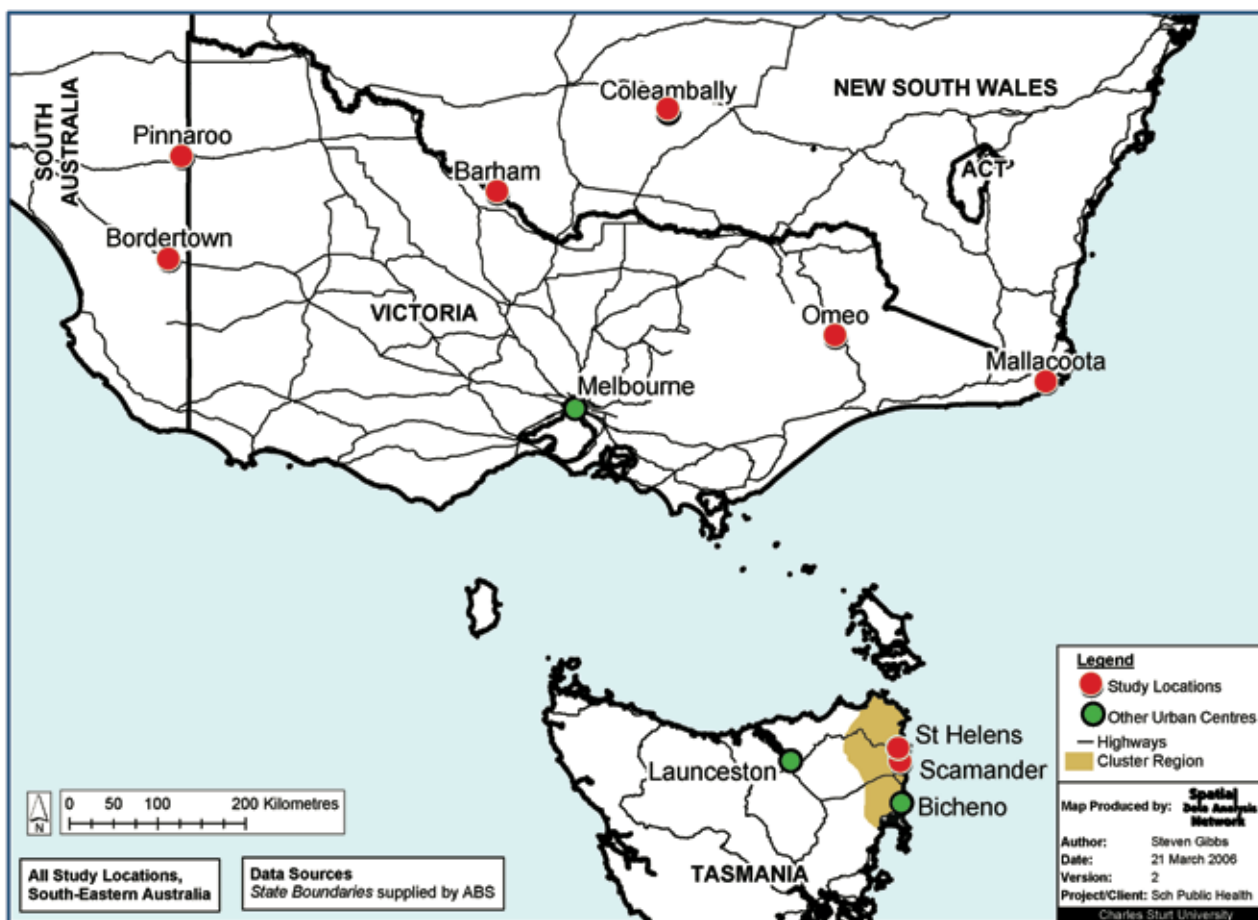 Coleambally
NEW SOUTH WALES
SOUTH
AUSTRALIA
Pinnaroo
Barham
ACT
Bordertown
VICTORIA
Omeo
Mallacoota
Melbourne
Legend
Study Locations
Other Urban Centres
Highways
Cluster Region
St Helens
Launceston
Scamander
Bicheno
TASMANIA
0 50 100 200 Kilometres
N
All Study Locations,
South-Eastern Australia
Data Sources
State Boundaries supplied by ABS
Map Produced by: Spatial
Data Analysis
Network
Author: Steven Gibbs
Date: 21 March 2006
Version: 2
Project/Client: Sch Public Health
Charles Sturt University